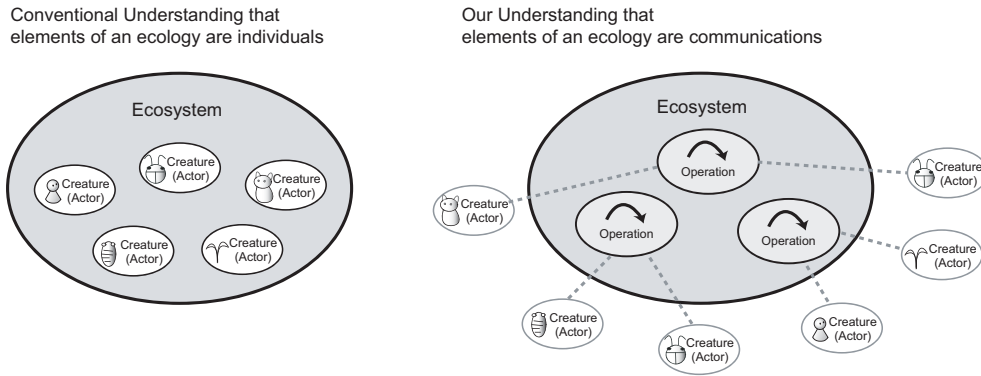 Conventional Understanding that
elements of an ecology are individuals
Ecosystem
Creature
(Actor)
Creature
(Actor)
Creature
(Actor)
Creature
(Actor)
Creature
(Actor)
Our Understanding that
elements of an ecology are communications
Ecosystem
Operation
Creature
(Actor)
Creature
(Actor)
Operation
Operation
Creature
(Actor)
Creature
(Actor)
Creature
(Actor)
Creature
(Actor)